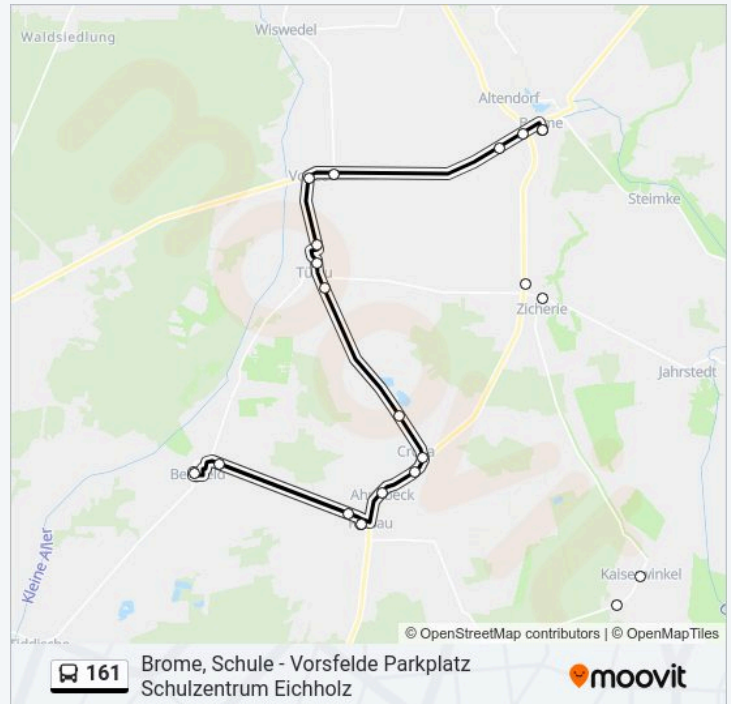 Wiswedel
Waldsiedlung
Altendorf
Brome
Steimke
Zicherie
Jahrstedt
Kleine Aller
Kaiserwinkel
© OpenStreetMap contributors | © OpenMapTiles
161
Brome, Schule - Vorsfelde Parkplatz
Schulzentrum Eichholz
moovit